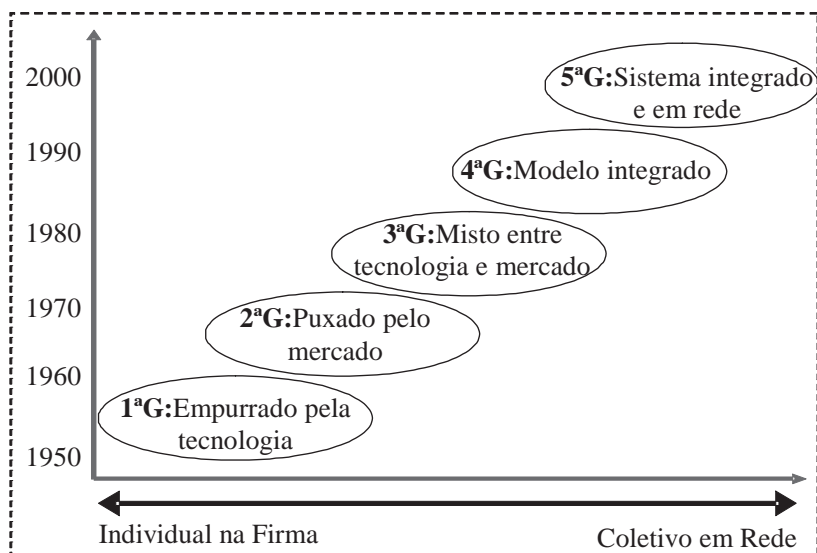 2000
5ªG:Sistema integrado
e em rede
1990
4ªG:Modelo integrado
1980
3ªG:Misto entre
tecnologia e mercado
1970
2ªG:Puxado pelo
mercado
1960
1ªG:Empurrado pela
tecnologia
1950
Individual na Firma
Coletivo em Rede